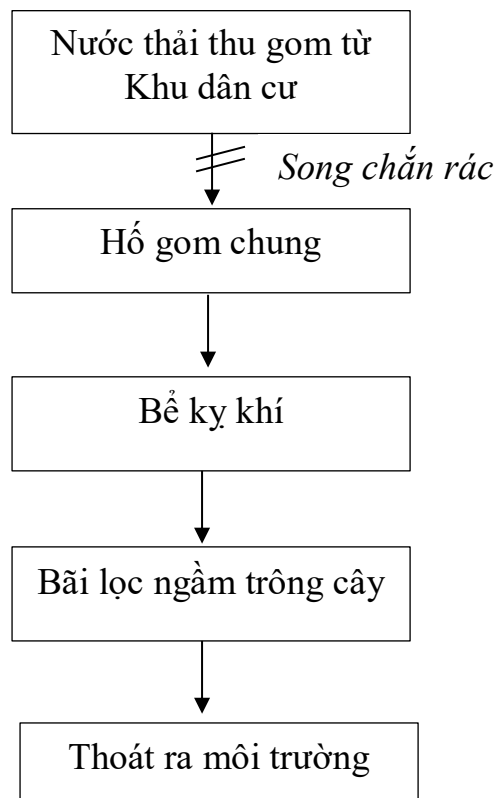 Nước thải thu gom từ
Khu dân cư
Song chắn rác
Hố gom chung
Bể kỵ khí
Bãi lọc ngầm trông cây
Thoát ra môi trường